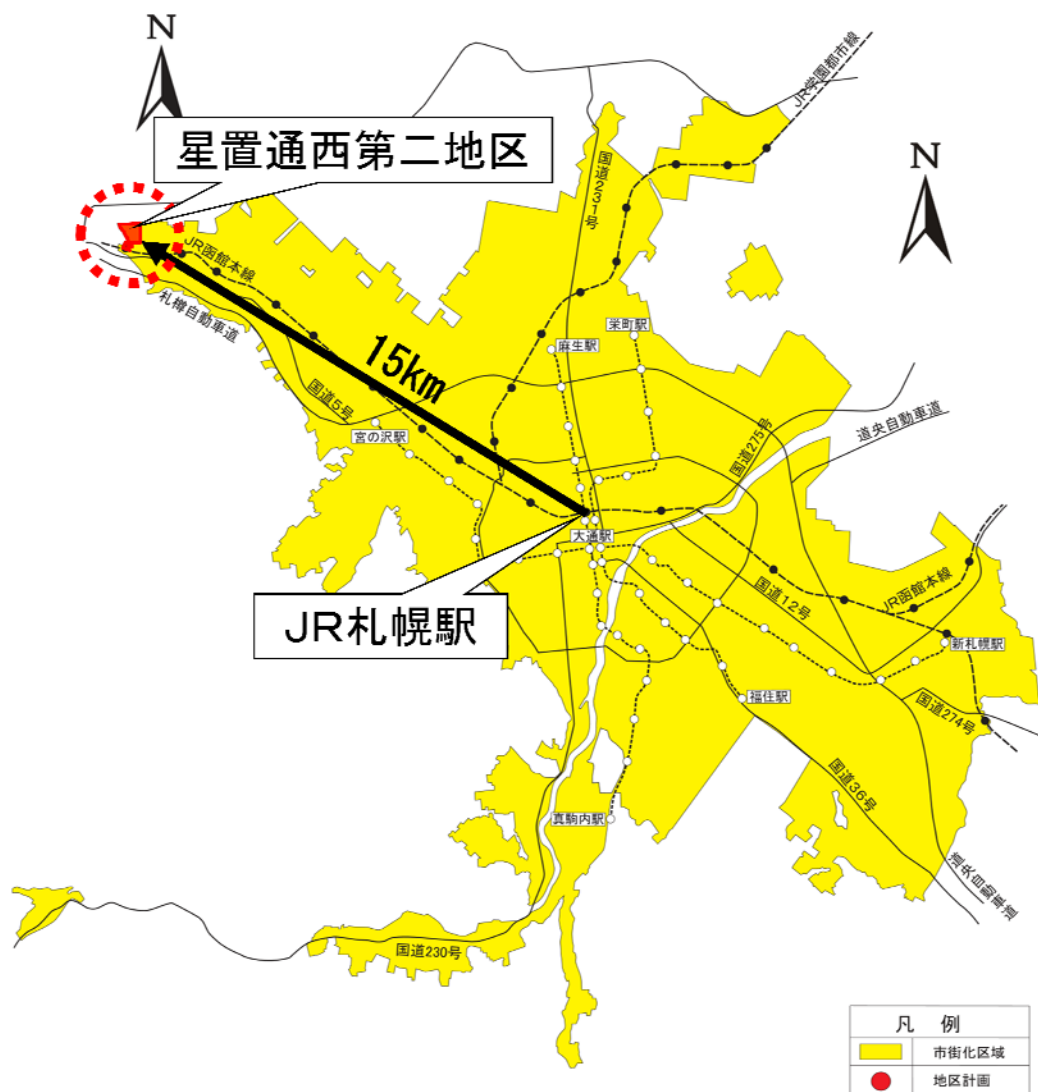 N
JR学園都市線
星置通西第二地区
国道231号
N
JR函館本線
札樽自動車道
栄町駅
麻生駅
15km
国道5号
宮の沢駅
国道275号
道央自動車道
大通駅
JR札幌駅
国道12号
JR函館本線
新札幌駅
福住駅
国道274号
国道36号
真駒内駅
道央自動車道
国道230号
凡 例
市街化区域
地区計画